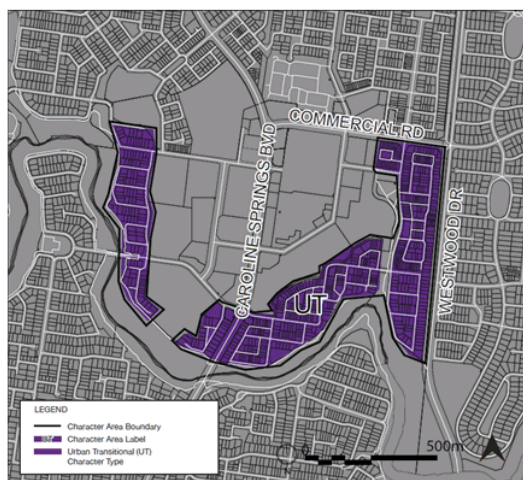 COMMERCIAL RD
CAROLINE SPRINGS BVD
WESTWOOD DR
UT
LEGEND
Character Area Boundary
Character Area Label
Urban Transitional (UT)
Character Type
0
500m